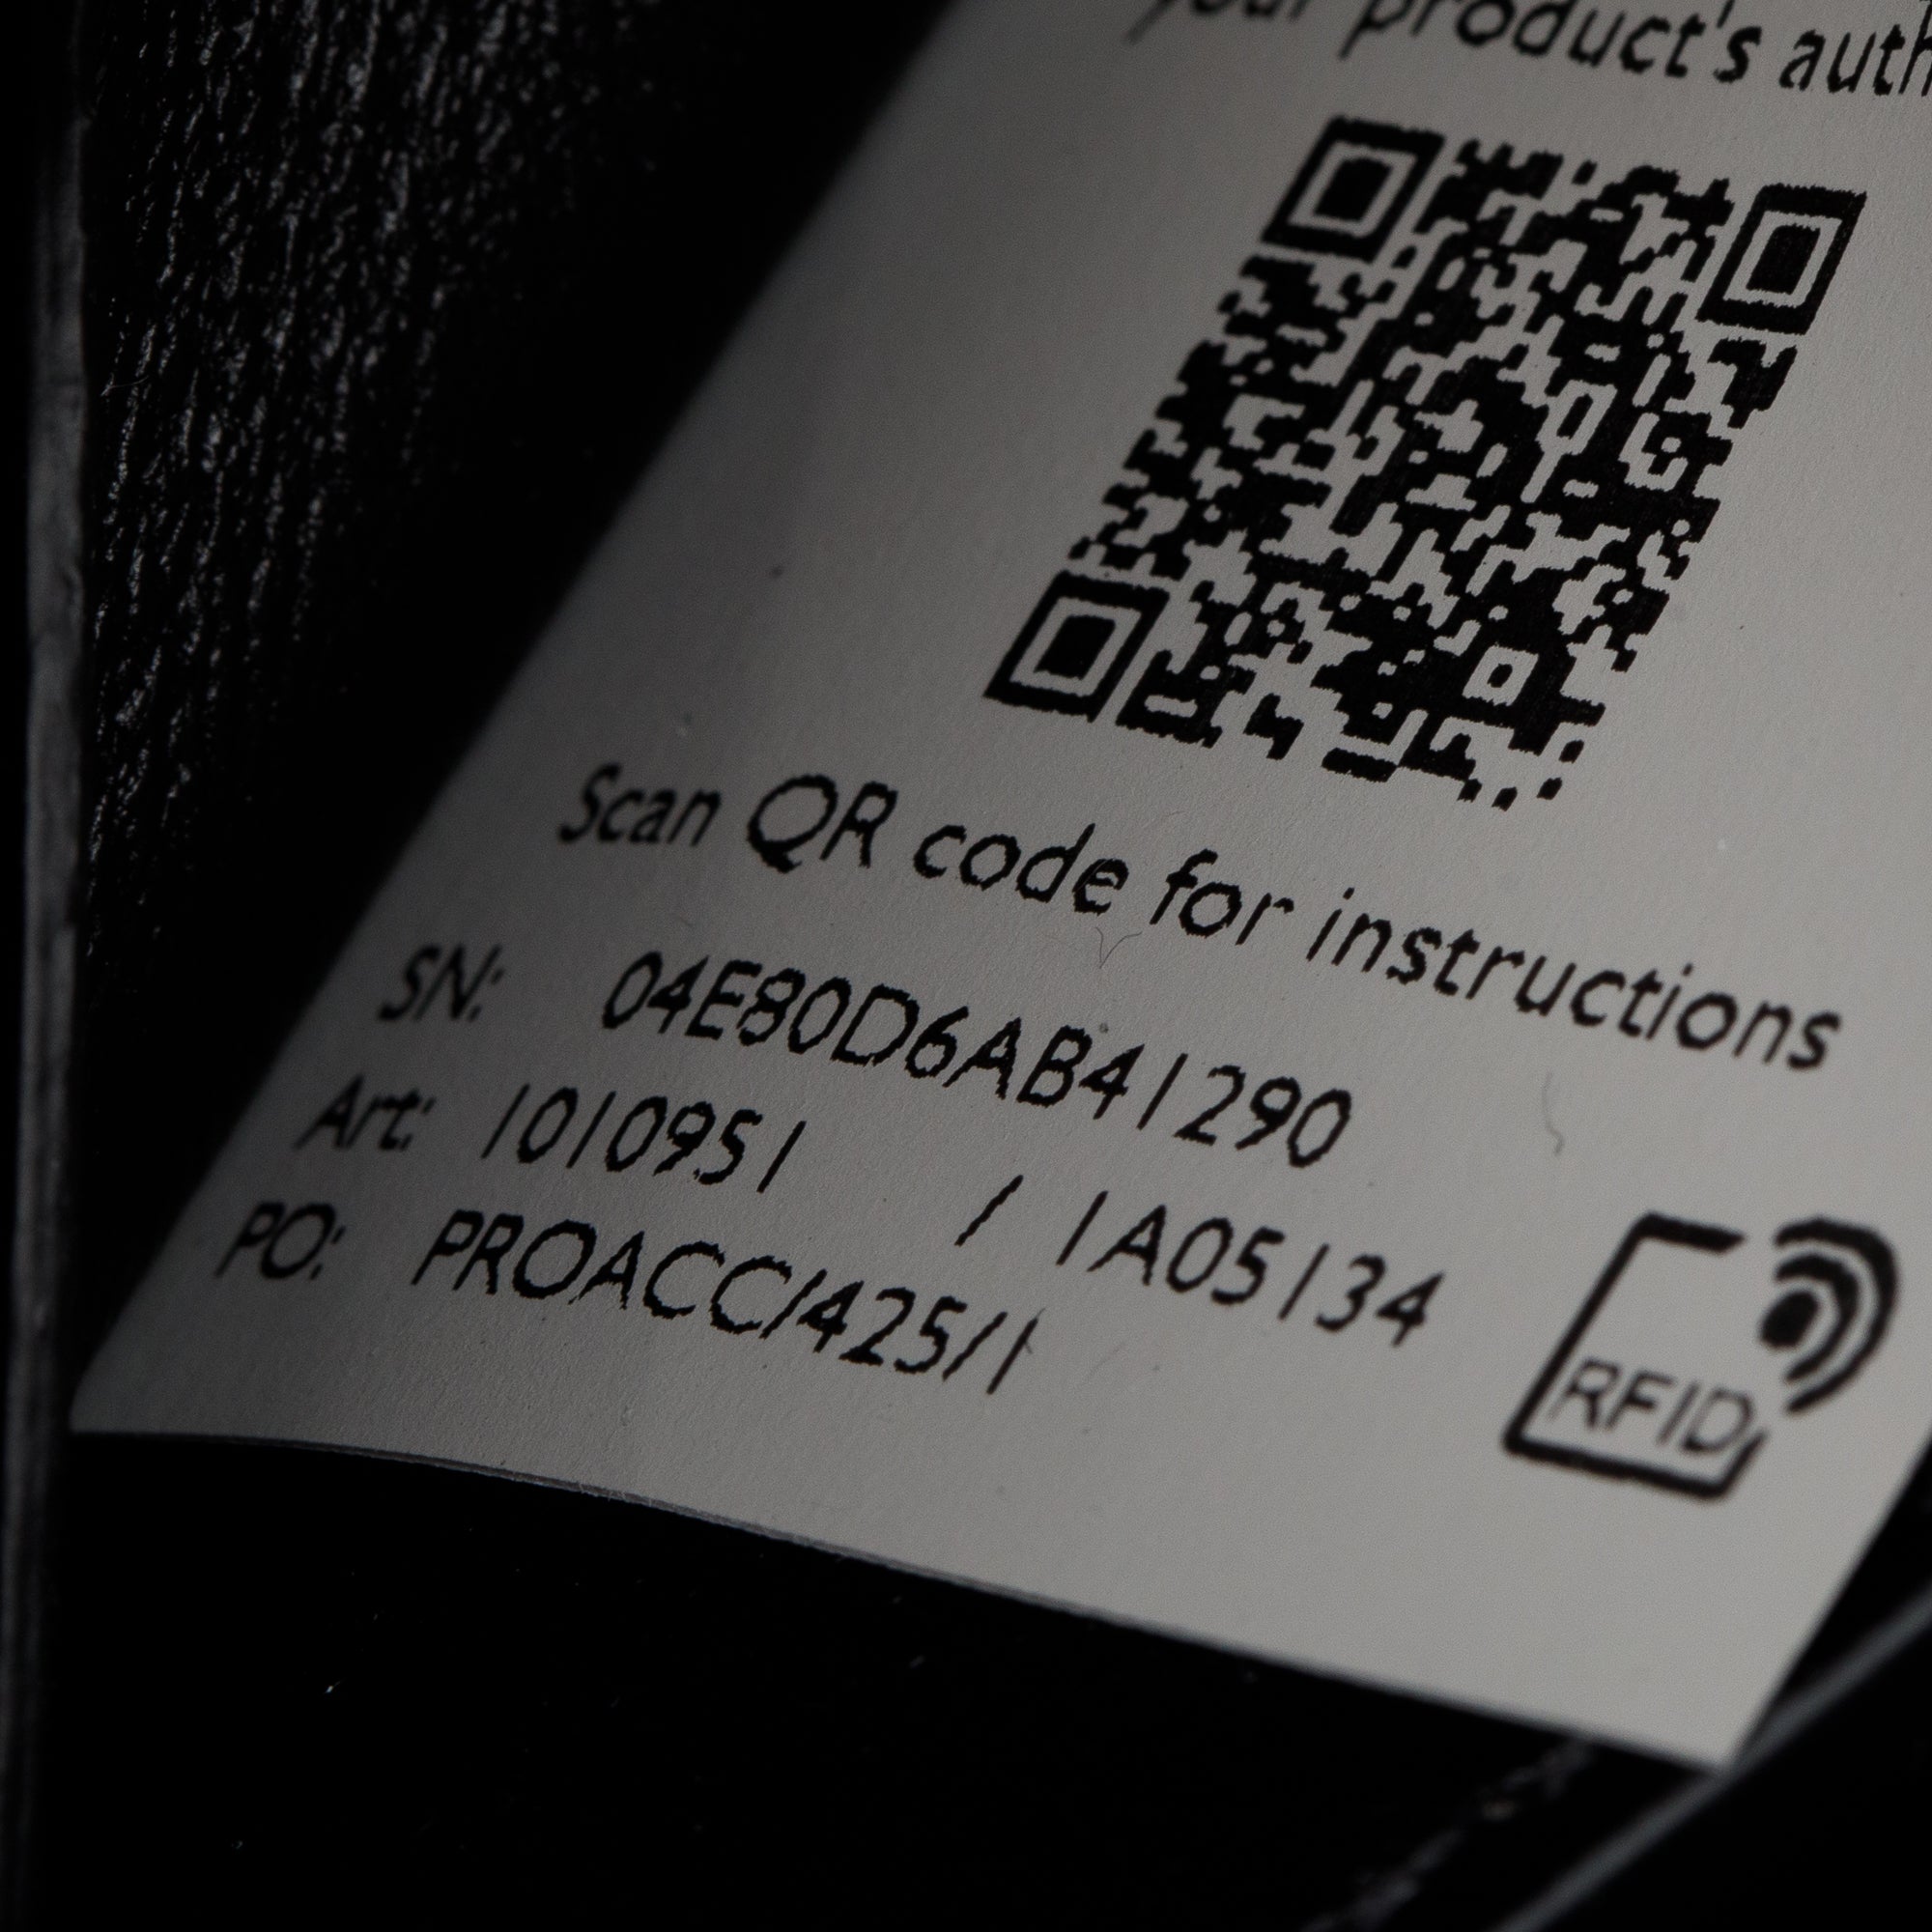 your product's auth
Scan QR code for instructions
SN: 04E80D6AB41290
Art: 1010951 / 1A05134
PO: PROACC/425/1
RFID